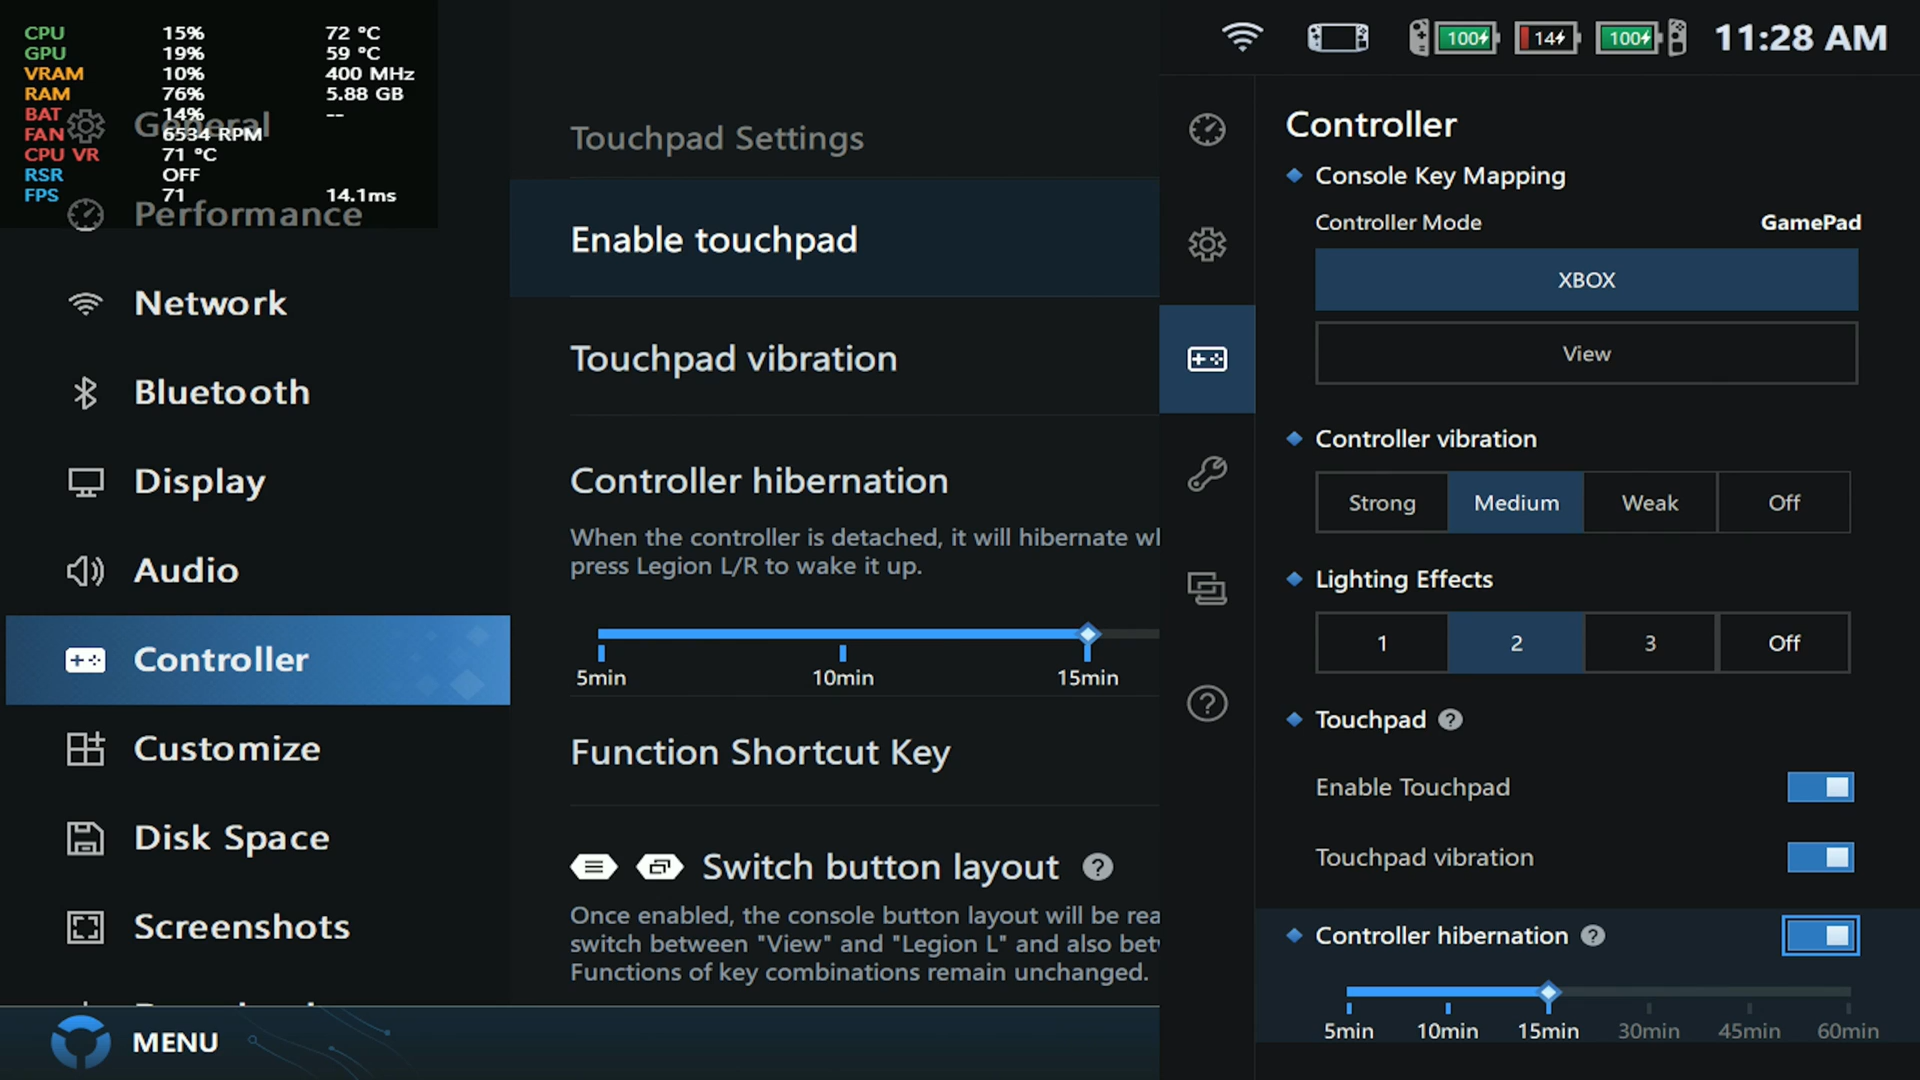 CPU 15% 72 °C
GPU 19% 59 °C
VRAM 10% 400 MHz
RAM 76% 5.88 GB
BAT 14% --
FAN 6534 RPM
CPU VR 71 °C
RSR OFF
FPS 71 14.1ms
General
Performance
Network
Bluetooth
Display
Audio
Controller
Customize
Disk Space
Screenshots
MENU
Touchpad Settings
Enable touchpad
Touchpad vibration
Controller hibernation
When the controller is detached, it will hibernate wh
press Legion L/R to wake it up.
5min 10min 15min
Function Shortcut Key
Switch button layout ?
Once enabled, the console button layout will be rea
switch between "View" and "Legion L" and also betw
Functions of key combinations remain unchanged.
100 14 100 11:28 AM
Controller
Console Key Mapping
Controller Mode GamePad
XBOX
View
Controller vibration
Strong Medium Weak Off
Lighting Effects
1 2 3 Off
Touchpad ?
Enable Touchpad
Touchpad vibration
Controller hibernation ?
5min 10min 15min 30min 45min 60min